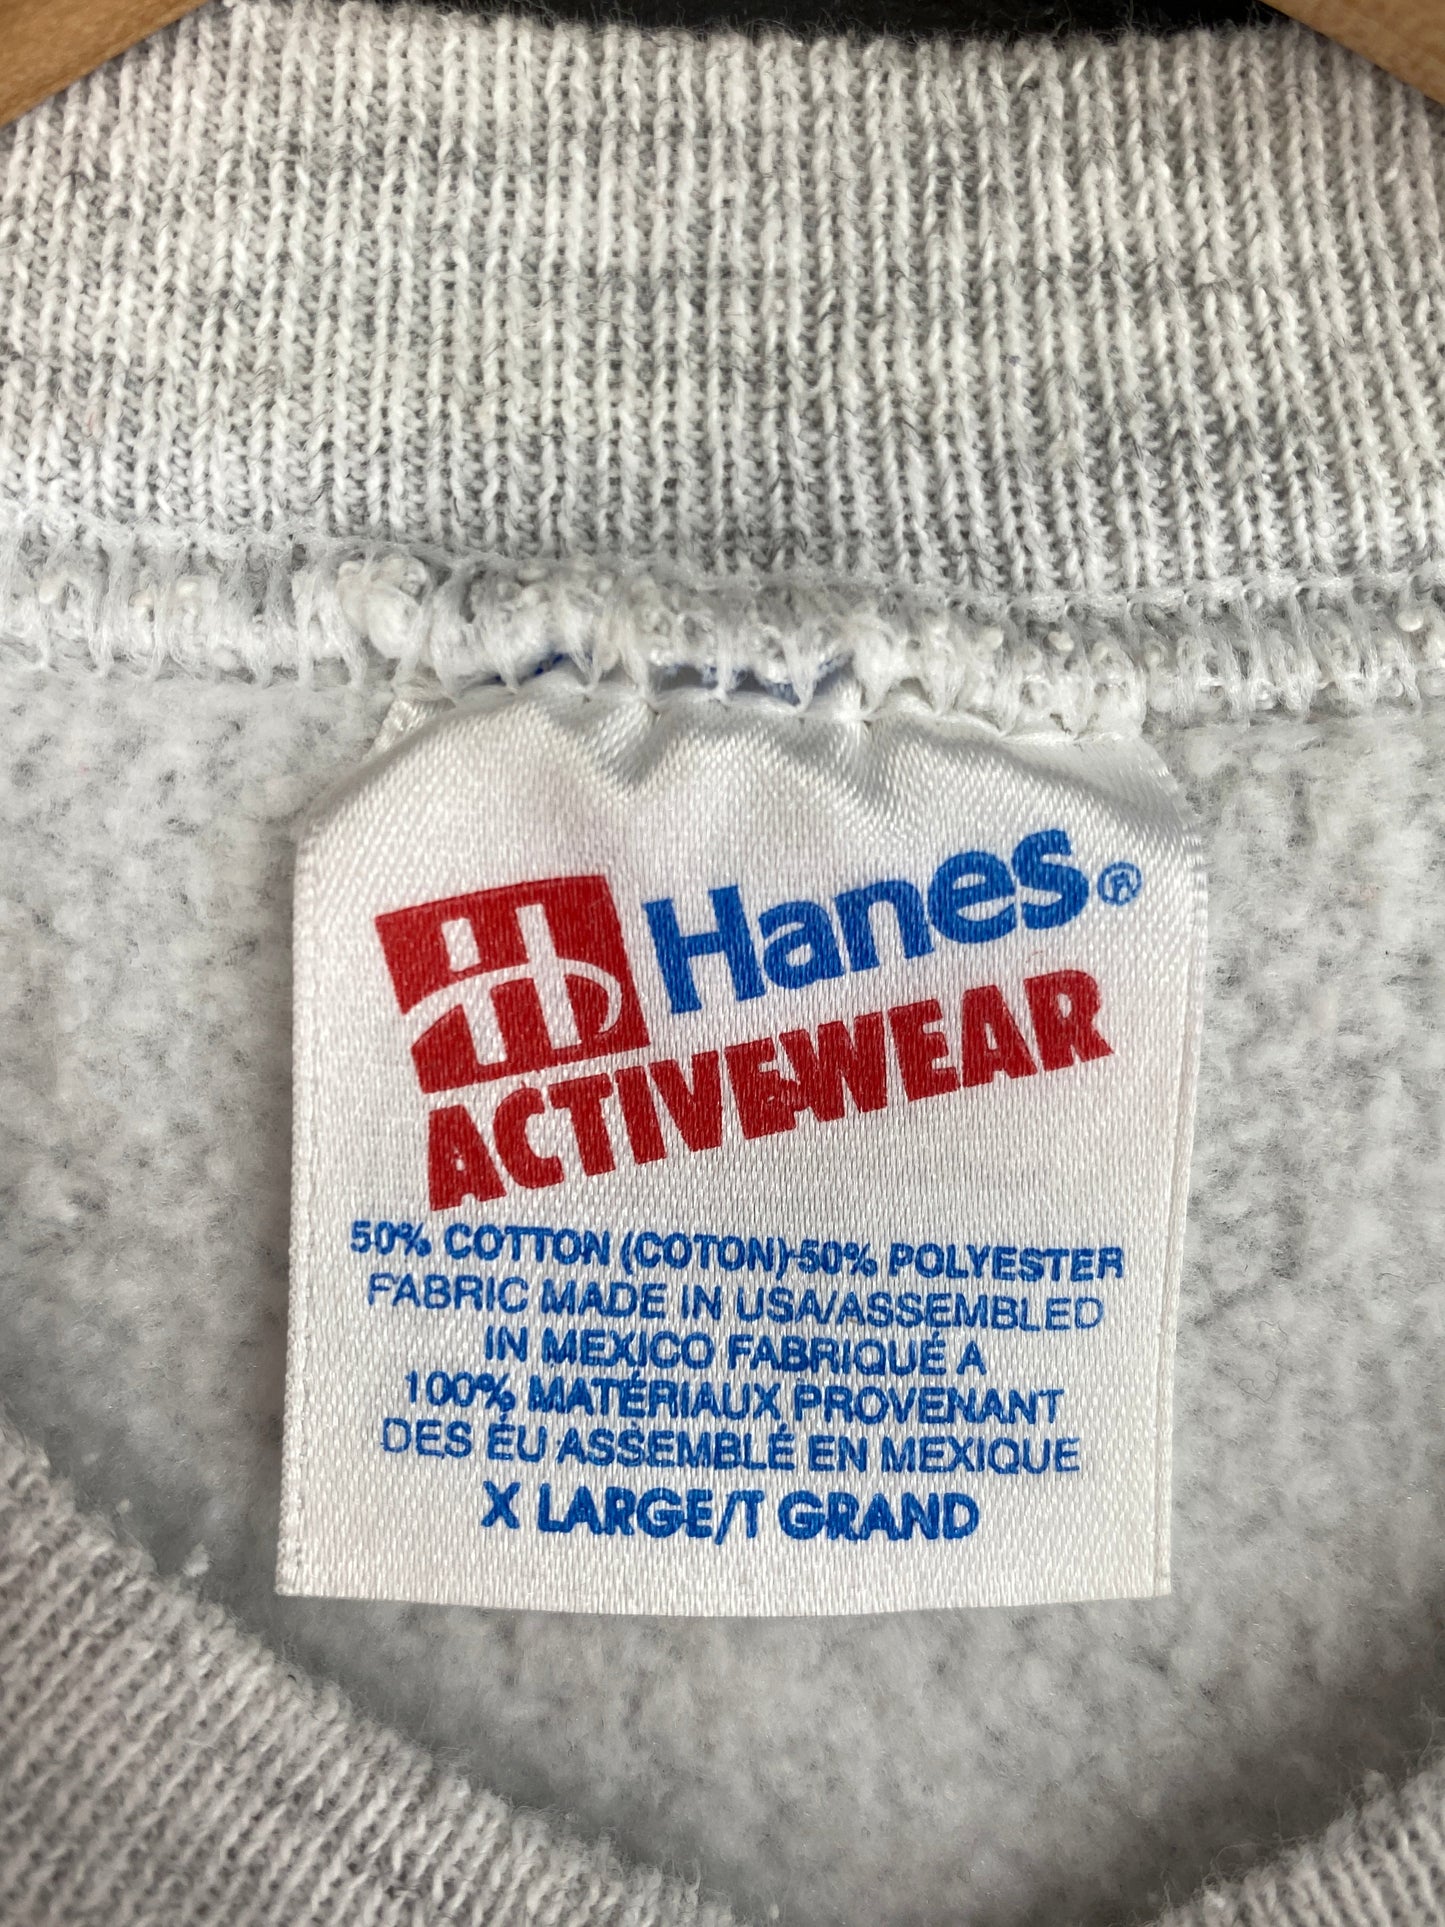 Hanes®
ACTIVEWEAR
50% COTTON (COTON)-50% POLYESTER
FABRIC MADE IN USA/ASSEMBLED
IN MEXICO FABRIQUÉ A
100% MATÉRIAUX PROVENANT
DES ÉU ASSEMBLÉ EN MEXIQUE
X LARGE/T GRAND